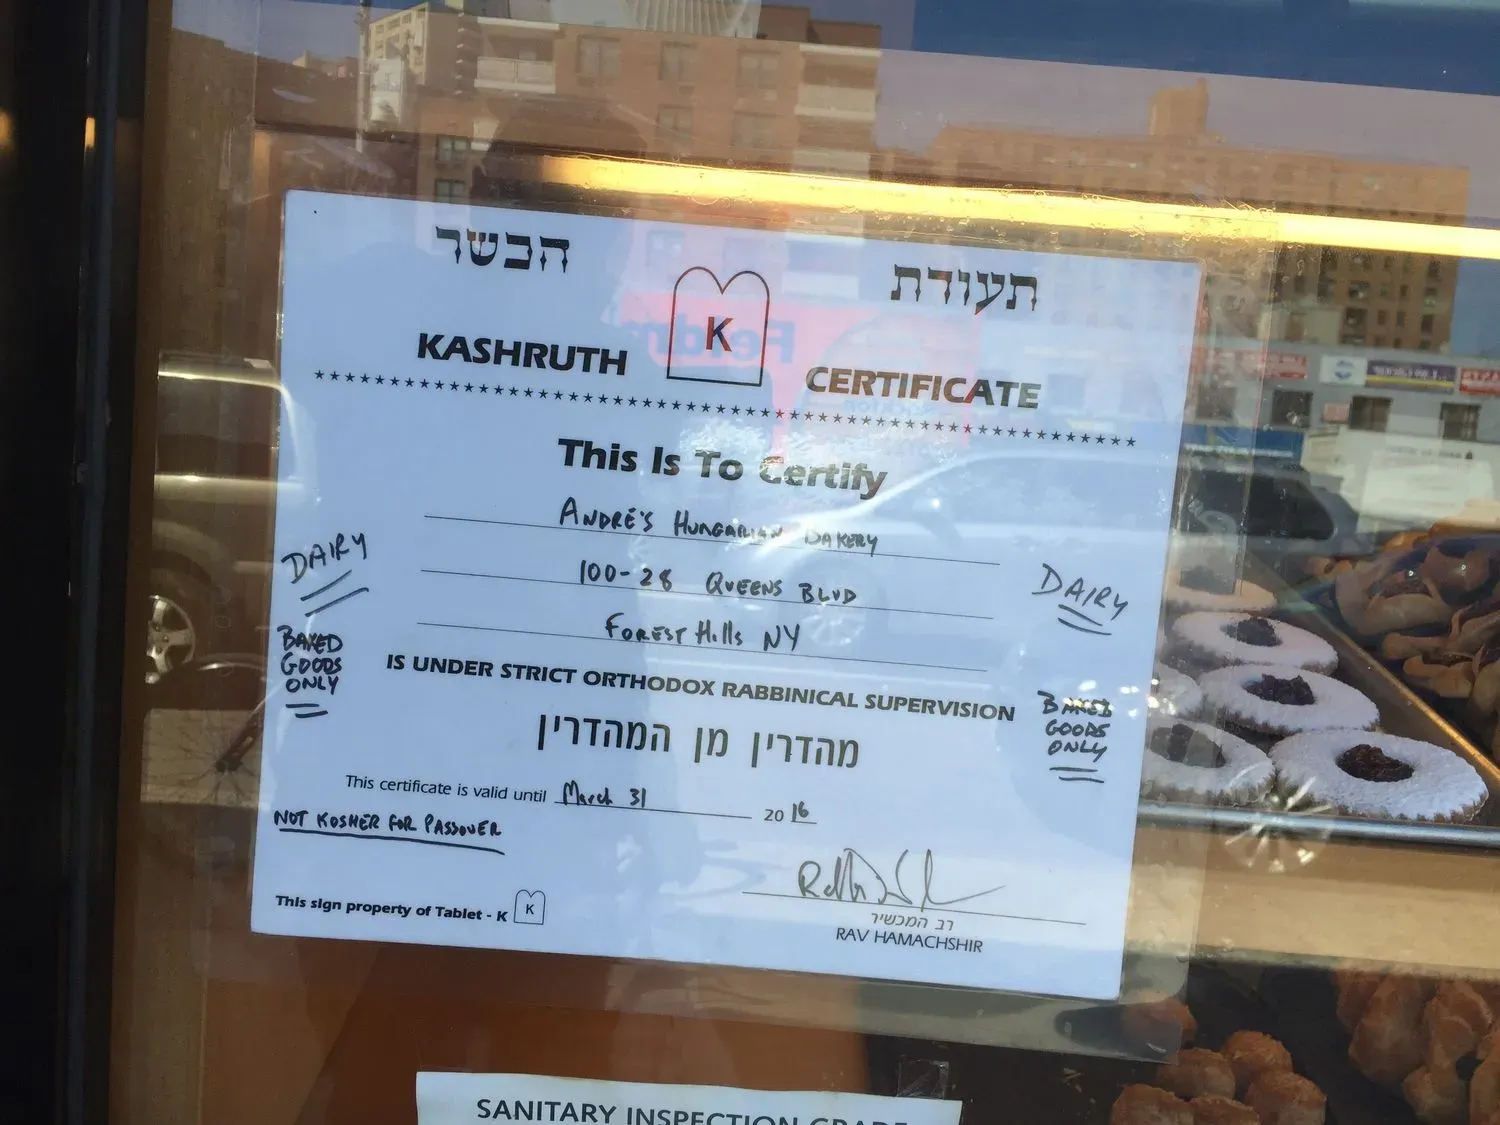 תעודת הכשר
K
KASHRUTH CERTIFICATE
***********************************************************************
This Is To Certify
ANDRÉ'S HUNGARIAN BAKERY
100-28 QUEENS BLVD
FOREST Hills NY
DAIRY
BAKED
GOODS
ONLY
DAIRY
BAKED
GOODS
ONLY
IS UNDER STRICT ORTHODOX RABBINICAL SUPERVISION
מהדרין מן המהדרין
This certificate is valid until March 31 2016
NOT KOSHER FOR PASSOVER
רב המכשיר
RAV HAMACHSHIR
This sign property of Tablet - K K
SANITARY INSPECTION GRADE